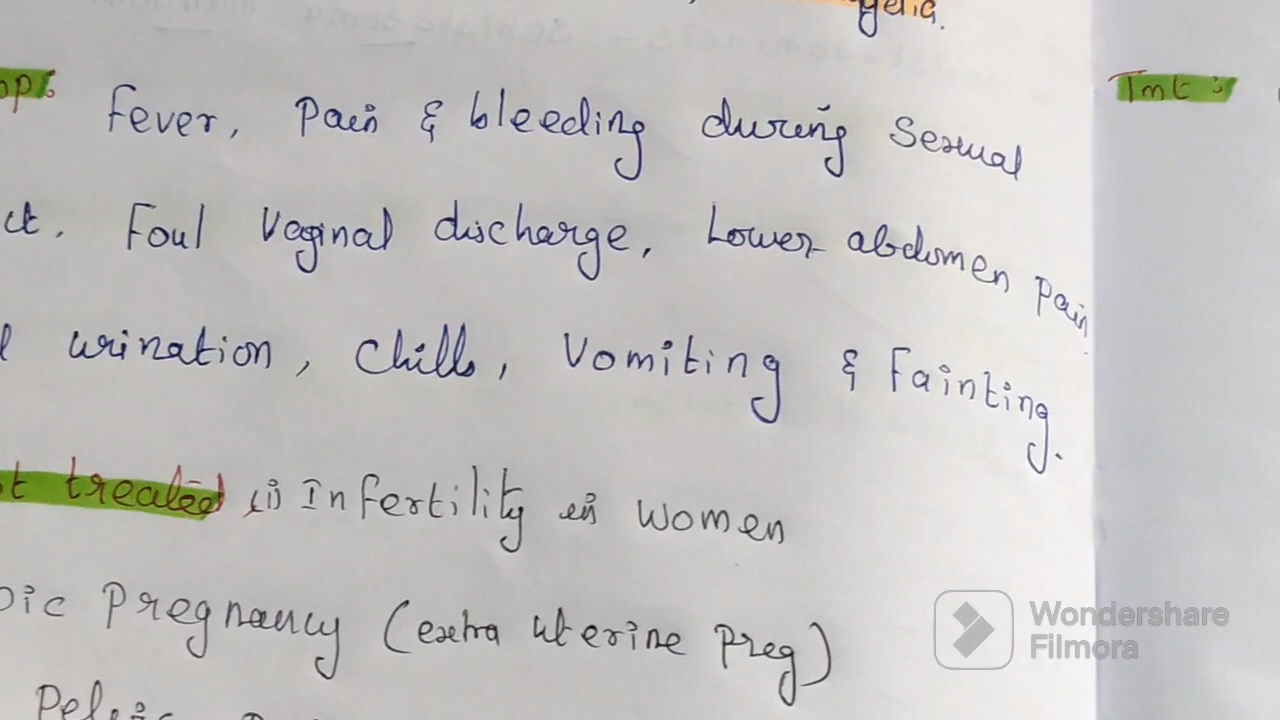 Tmt :
Fever, Pain & bleeding during Sexual
Foul Vaginal discharge, Lower abdomen pain
urination, Chills, Vomiting & Fainting.
treated (i) Infertility in women
Pregnancy (extra uterine preg)
Wondershare
Filmora